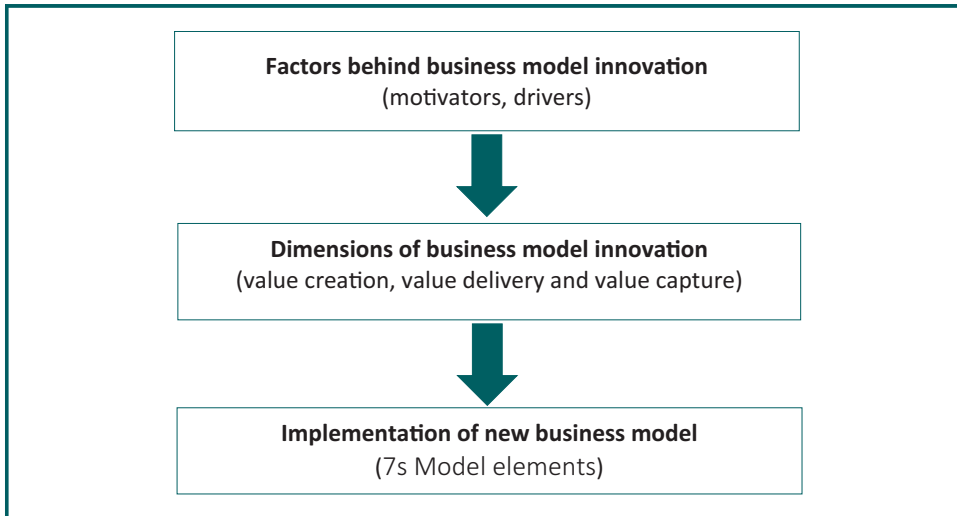 Factors behind business model innovation
(motivators, drivers)
Dimensions of business model innovation
(value creation, value delivery and value capture)
Implementation of new business model
(7s Model elements)